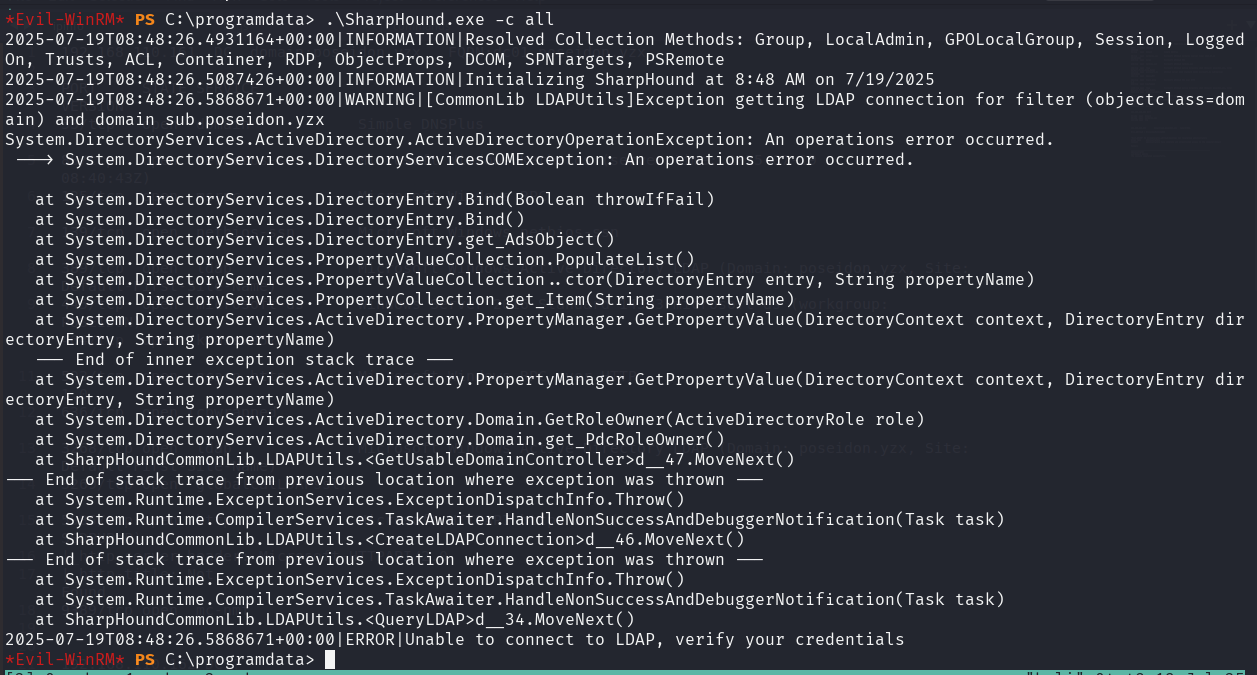 *Evil-WinRM* PS C:\programdata> .\SharpHound.exe -c all
2025-07-19T08:48:26.4931164+00:00|INFORMATION|Resolved Collection Methods: Group, LocalAdmin, GPOLocalGroup, Session, Logged
On, Trusts, ACL, Container, RDP, ObjectProps, DCOM, SPNTargets, PSRemote
2025-07-19T08:48:26.5087426+00:00|INFORMATION|Initializing SharpHound at 8:48 AM on 7/19/2025
2025-07-19T08:48:26.5868671+00:00|WARNING|[CommonLib LDAPUtils]Exception getting LDAP connection for filter (objectclass=dom
ain) and domain sub.poseidon.yzx
System.DirectoryServices.ActiveDirectory.ActiveDirectoryOperationException: An operations error occurred.
 ---> System.DirectoryServices.DirectoryServicesCOMException: An operations error occurred.
   at System.DirectoryServices.DirectoryEntry.Bind(Boolean throwIfFail)
   at System.DirectoryServices.DirectoryEntry.Bind()
   at System.DirectoryServices.DirectoryEntry.get_AdsObject()
   at System.DirectoryServices.PropertyValueCollection.PopulateList()
   at System.DirectoryServices.PropertyValueCollection..ctor(DirectoryEntry entry, String propertyName)
   at System.DirectoryServices.PropertyCollection.get_Item(String propertyName)
   at System.DirectoryServices.ActiveDirectory.PropertyManager.GetPropertyValue(DirectoryContext context, DirectoryEntry dir
ectoryEntry, String propertyName)
   --- End of inner exception stack trace ---
   at System.DirectoryServices.ActiveDirectory.PropertyManager.GetPropertyValue(DirectoryContext context, DirectoryEntry dir
ectoryEntry, String propertyName)
   at System.DirectoryServices.ActiveDirectory.Domain.GetRoleOwner(ActiveDirectoryRole role)
   at System.DirectoryServices.ActiveDirectory.Domain.get_PdcRoleOwner()
   at SharpHoundCommonLib.LDAPUtils.<GetUsableDomainController>d__47.MoveNext()
--- End of stack trace from previous location where exception was thrown ---
   at System.Runtime.ExceptionServices.ExceptionDispatchInfo.Throw()
   at System.Runtime.CompilerServices.TaskAwaiter.HandleNonSuccessAndDebuggerNotification(Task task)
   at SharpHoundCommonLib.LDAPUtils.<CreateLDAPConnection>d__46.MoveNext()
--- End of stack trace from previous location where exception was thrown ---
   at System.Runtime.ExceptionServices.ExceptionDispatchInfo.Throw()
   at System.Runtime.CompilerServices.TaskAwaiter.HandleNonSuccessAndDebuggerNotification(Task task)
   at SharpHoundCommonLib.LDAPUtils.<QueryLDAP>d__34.MoveNext()
2025-07-19T08:48:26.5868671+00:00|ERROR|Unable to connect to LDAP, verify your credentials
*Evil-WinRM* PS C:\programdata>